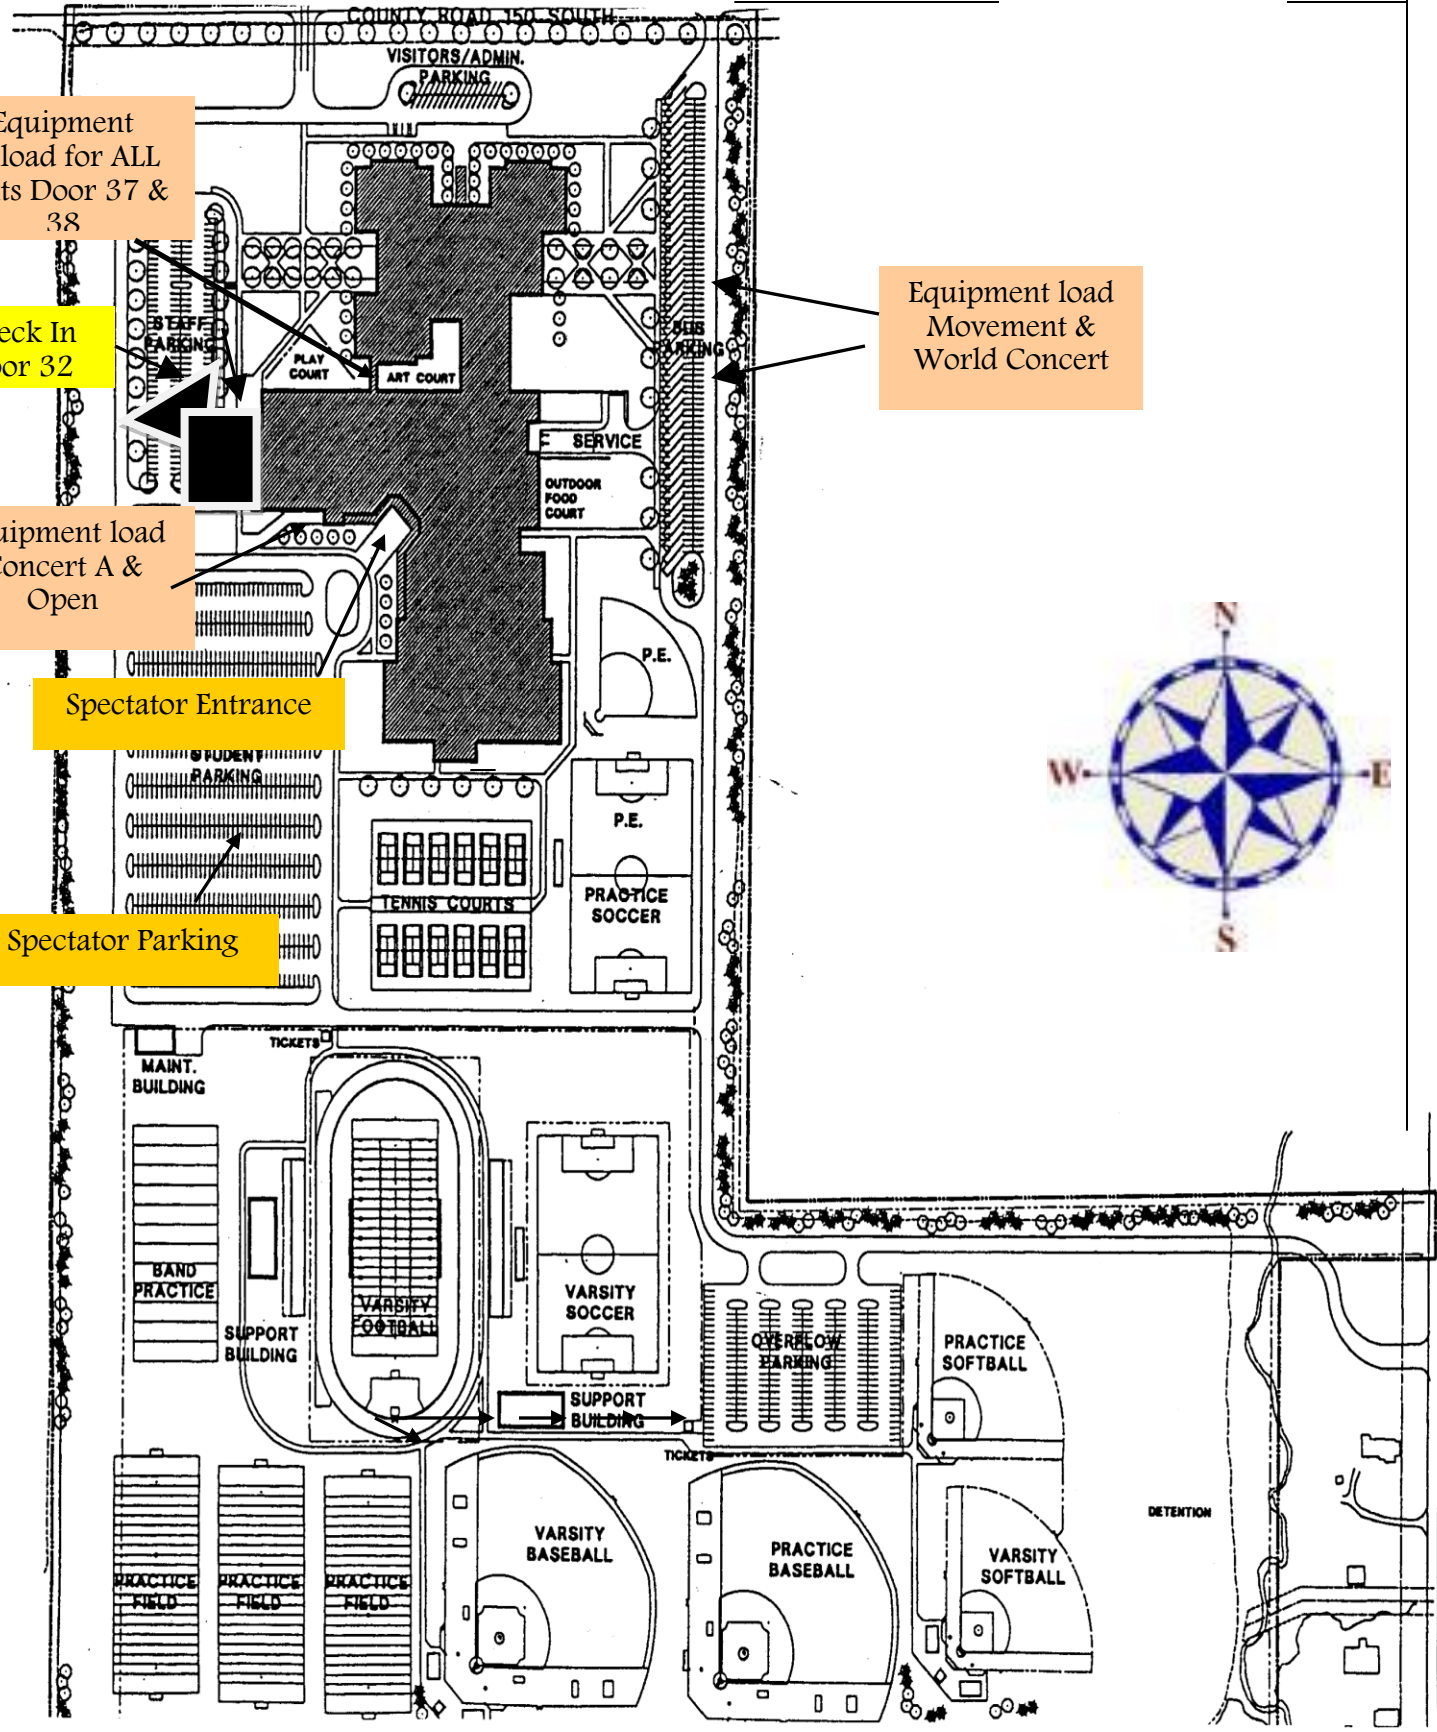 COUNTY ROAD 150 SOUTH
VISITORS/ADMIN.
PARKING
Equipment
load for ALL
Door 37 &
38
STAFF
PARKING
In
32
PLAY
COURT
ART COURT
BUS
PARKING
Equipment load
Movement &
World Concert
SERVICE
OUTDOOR
FOOD
COURT
load
Concert A &
Open
P.E.
Spectator Entrance
STUDENT
PARKING
P.E.
PRACTICE
SOCCER
TENNIS COURTS
Spectator Parking
N
W
E
S
TICKETS
MAINT.
BUILDING
BAND
PRACTICE
SUPPORT
BUILDING
VARSITY
FOOTBALL
VARSITY
SOCCER
OVERFLOW
PARKING
PRACTICE
SOFTBALL
SUPPORT
BUILDING
TICKETS
PRACTICE
FIELD
PRACTICE
FIELD
PRACTICE
FIELD
VARSITY
BASEBALL
PRACTICE
BASEBALL
VARSITY
SOFTBALL
DETENTION